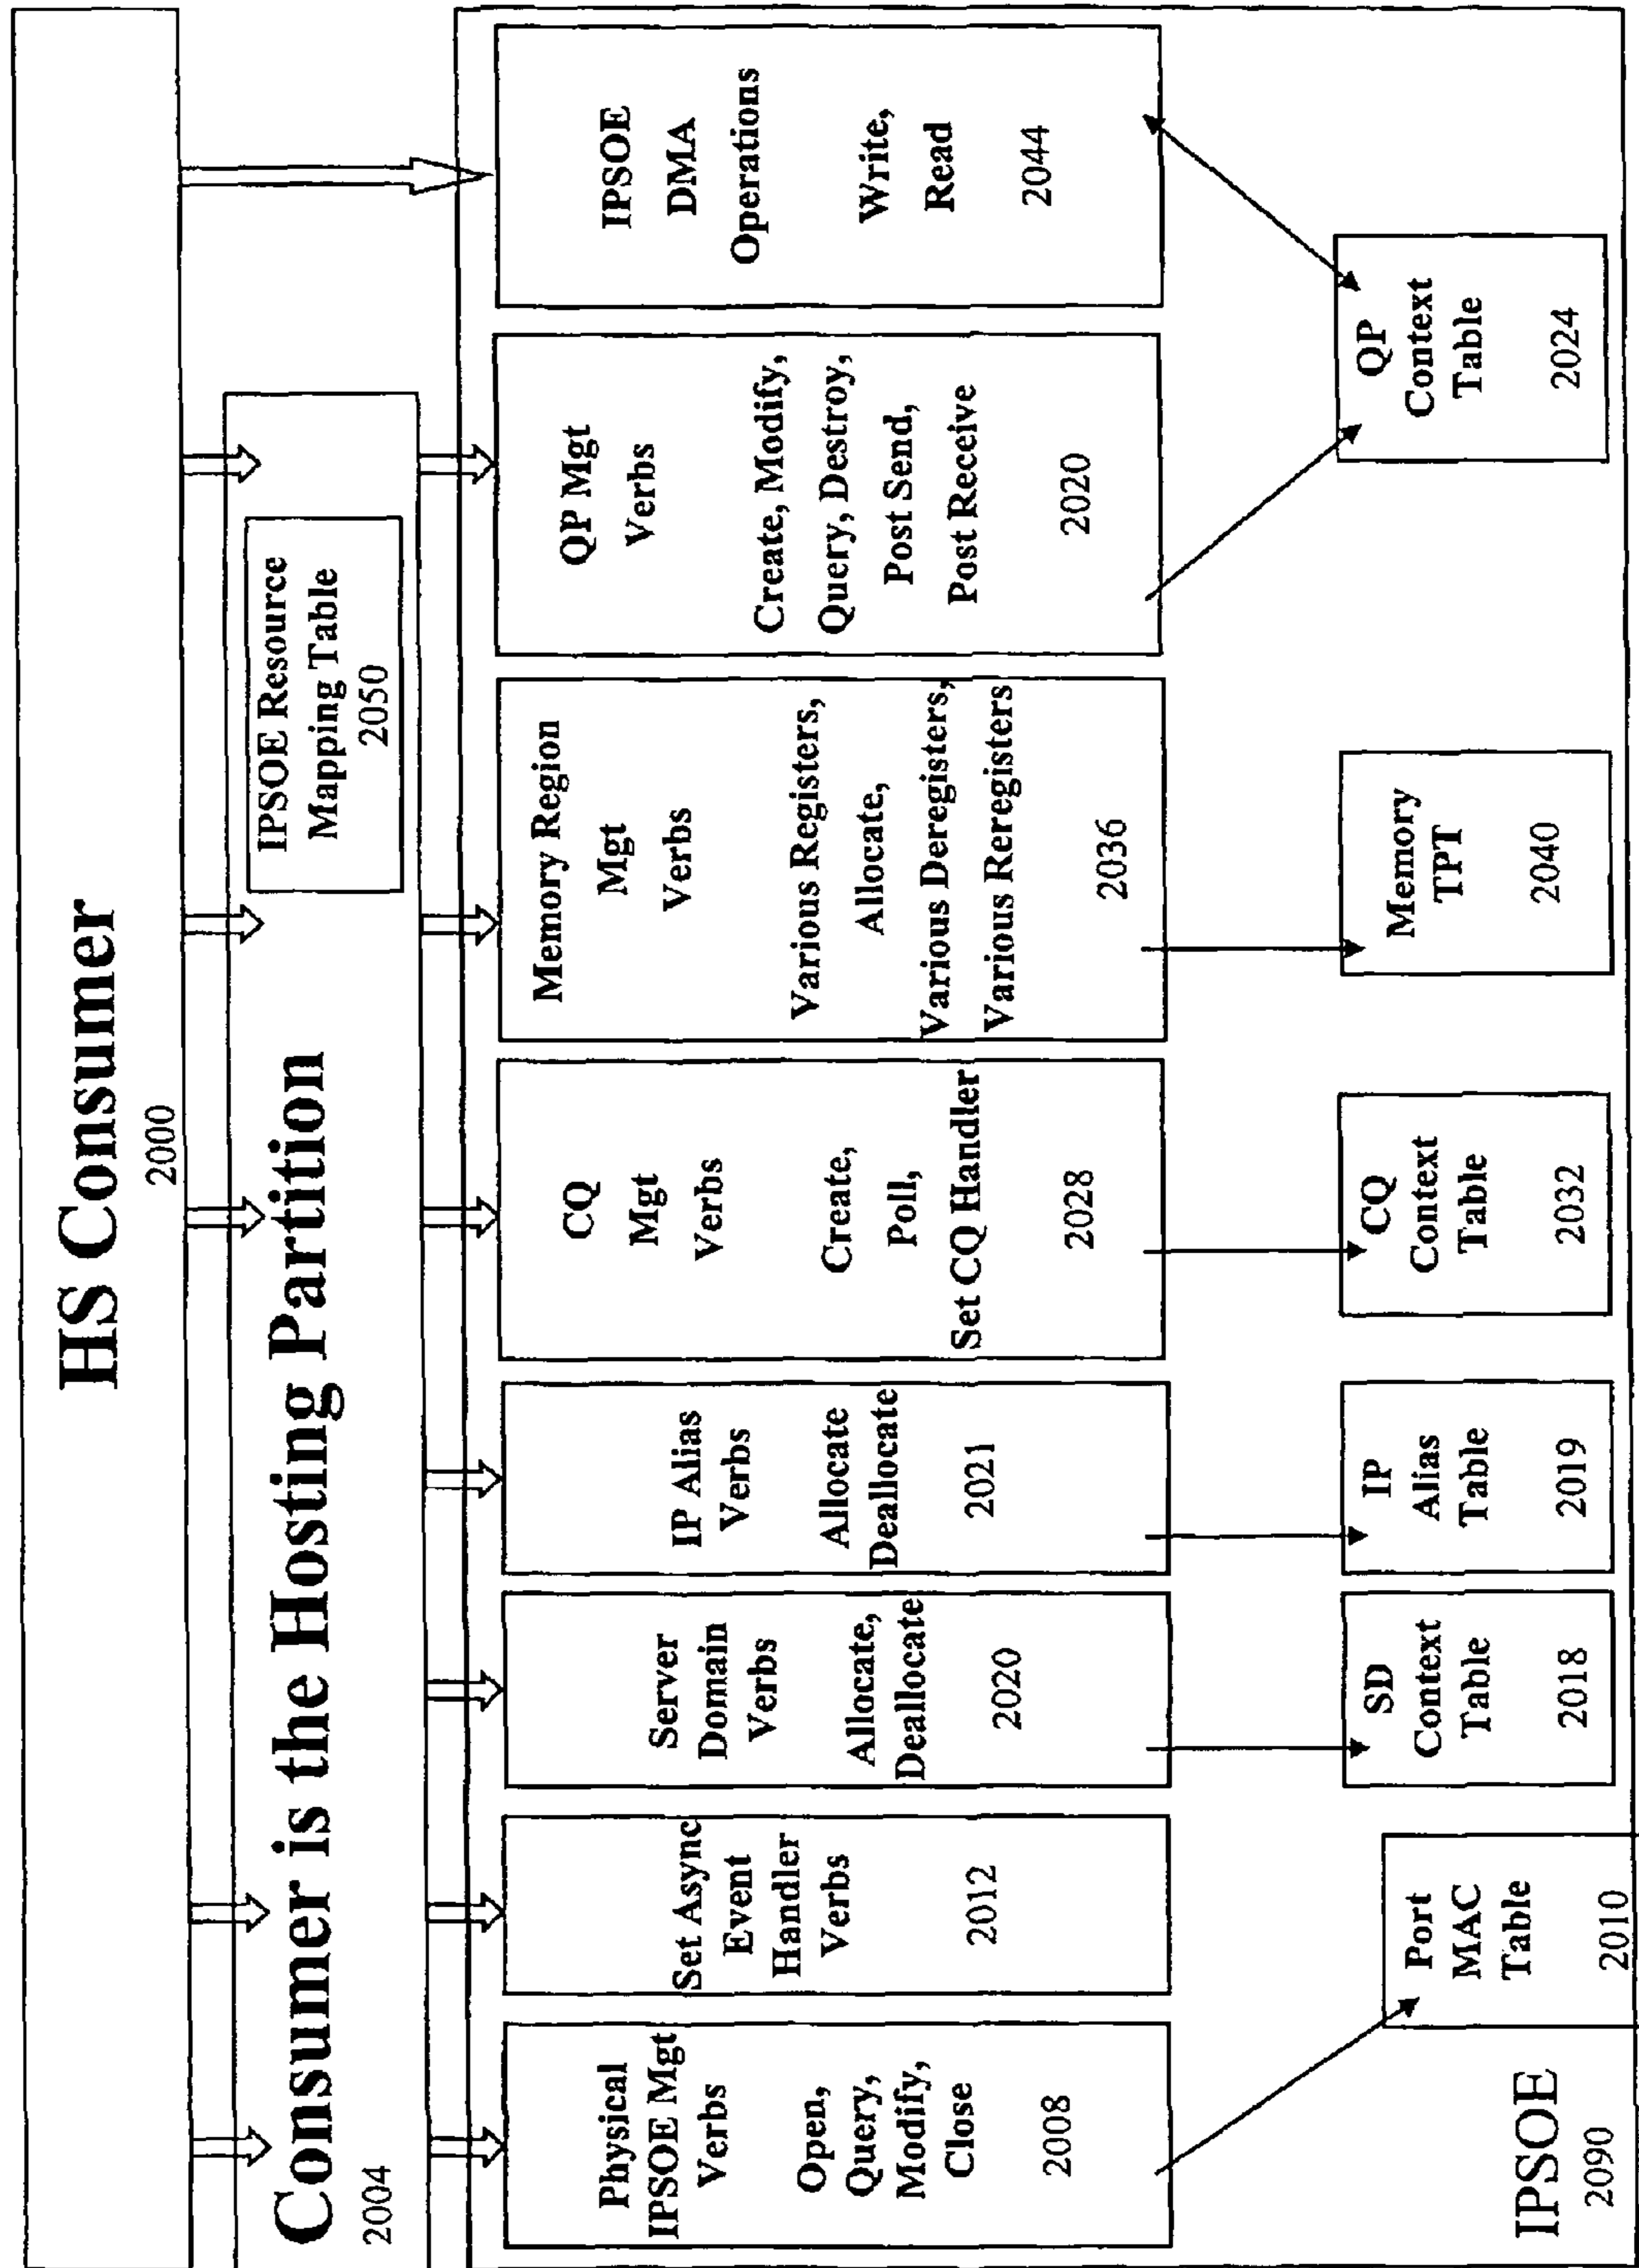 HS Consumer
2000
Consumer is the Hosting Partition
2004
IPSOE Resource
Mapping Table
2050
Physical
IPSOE Mgt
Verbs
Open,
Query,
Modify,
Close
2008
Set Async
Event
Handler
Verbs
2012
Server
Domain
Verbs
Allocate,
Deallocate
2020
IP Alias
Verbs
Allocate
Deallocate
2021
CQ
Mgt
Verbs
Create,
Poll,
Set CQ Handler
2028
Memory Region
Mgt
Verbs
Various Registers,
Allocate,
Various Deregisters,
Various Reregisters
2036
QP Mgt
Verbs
Create, Modify,
Query, Destroy,
Post Send,
Post Receive
2020
IPSOE
DMA
Operations
Write,
Read
2044
IPSOE
2090
Port
MAC
Table
2010
SD
Context
Table
2018
IP
Alias
Table
2019
CQ
Context
Table
2032
Memory
TPT
2040
QP
Context
Table
2024